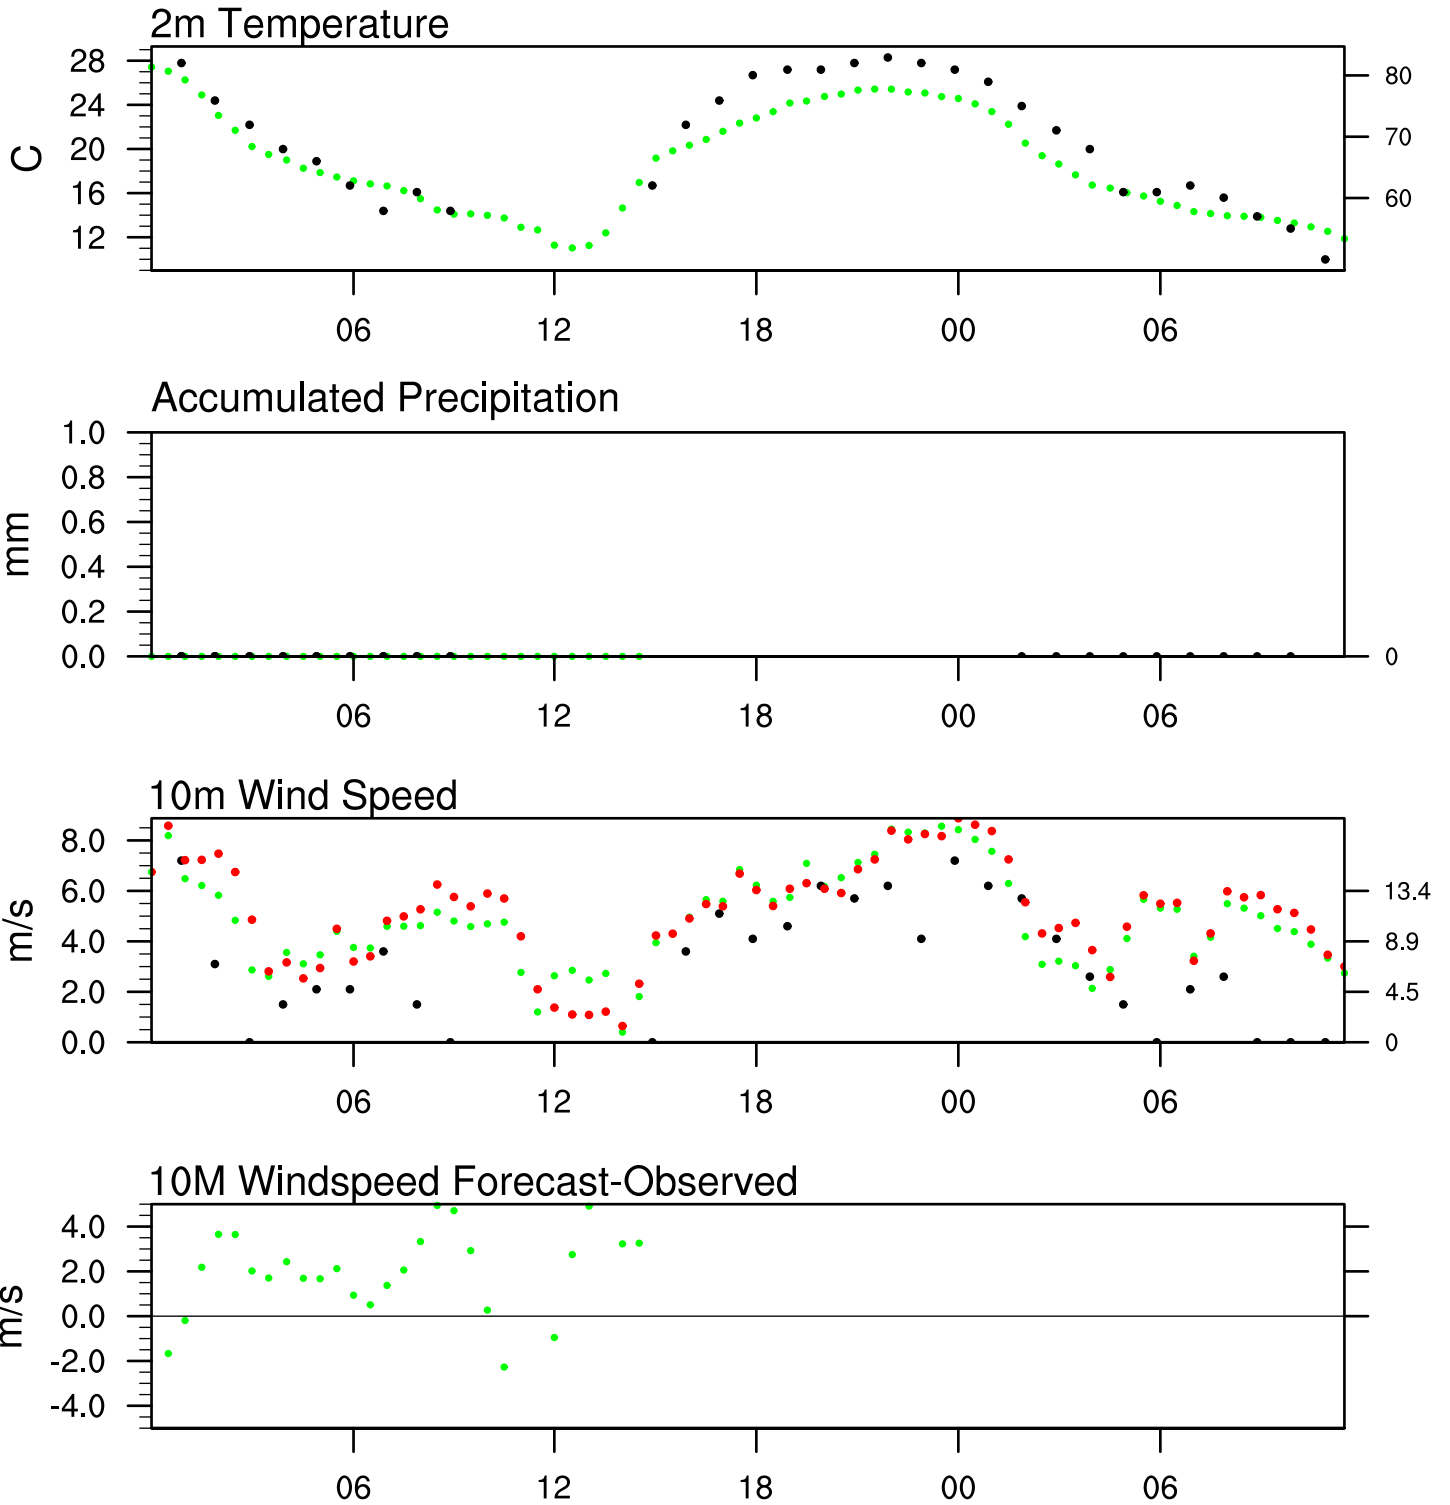 2m Temperature
28
24
20
16
12
C
80
70
60
06 12 18 00 06
Accumulated Precipitation
1.0
0.8
0.6
0.4
0.2
0.0
mm
0
06 12 18 00 06
10m Wind Speed
8.0
6.0
4.0
2.0
0.0
m/s
13.4
8.9
4.5
0
06 12 18 00 06
10M Windspeed Forecast-Observed
4.0
2.0
0.0
-2.0
-4.0
m/s
06 12 18 00 06